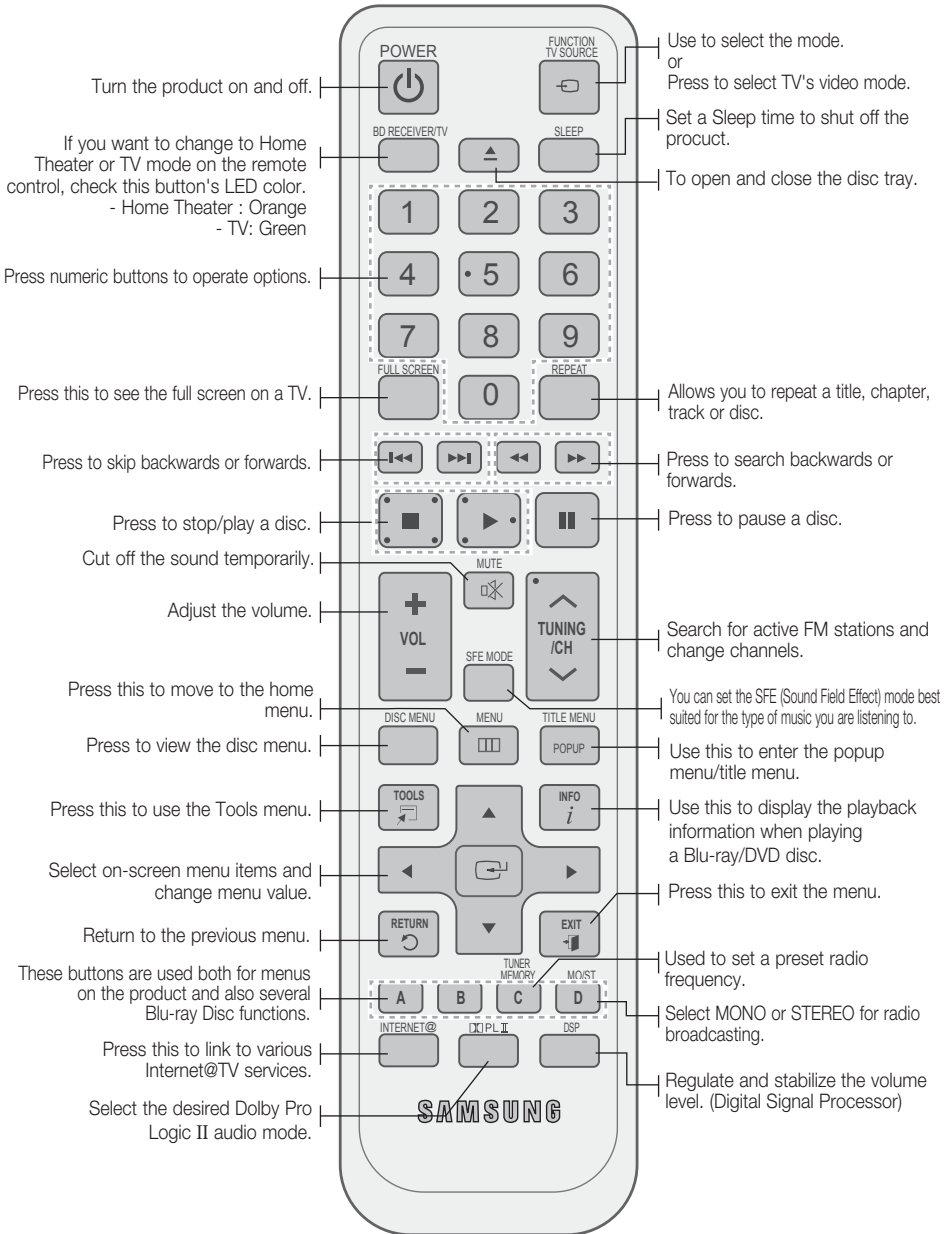 POWER
FUNCTION
TV SOURCE
Turn the product on and off.
Use to select the mode.
or
Press to select TV's video mode.
BD RECEIVER/TV
SLEEP
If you want to change to Home
Theater or TV mode on the remote
control, check this button's LED color.
- Home Theater : Orange
- TV: Green
Set a Sleep time to shut off the
procuct.
To open and close the disc tray.
1 2 3
Press numeric buttons to operate options.
4 5 6
7 8 9
FULL SCREEN
REPEAT
0
Press this to see the full screen on a TV.
Allows you to repeat a title, chapter,
track or disc.
Press to skip backwards or forwards.
Press to search backwards or
forwards.
Press to stop/play a disc.
Press to pause a disc.
Cut off the sound temporarily.
MUTE
Adjust the volume.
VOL
TUNING
/CH
Search for active FM stations and
change channels.
SFE MODE
Press this to move to the home
menu.
You can set the SFE (Sound Field Effect) mode best
suited for the type of music you are listening to.
DISC MENU
MENU
TITLE MENU
POPUP
Press to view the disc menu.
Use this to enter the popup
menu/title menu.
TOOLS
INFO
i
Press this to use the Tools menu.
Use this to display the playback
information when playing
a Blu-ray/DVD disc.
Select on-screen menu items and
change menu value.
Press this to exit the menu.
RETURN
EXIT
Return to the previous menu.
TUNER
MEMORY
MO/ST
Used to set a preset radio
frequency.
These buttons are used both for menus
on the product and also several
Blu-ray Disc functions.
A B C D
Select MONO or STEREO for radio
broadcasting.
INTERNET@
PL II
DSP
Press this to link to various
Internet@TV services.
Regulate and stabilize the volume
level. (Digital Signal Processor)
Select the desired Dolby Pro
Logic II audio mode.
SAMSUNG